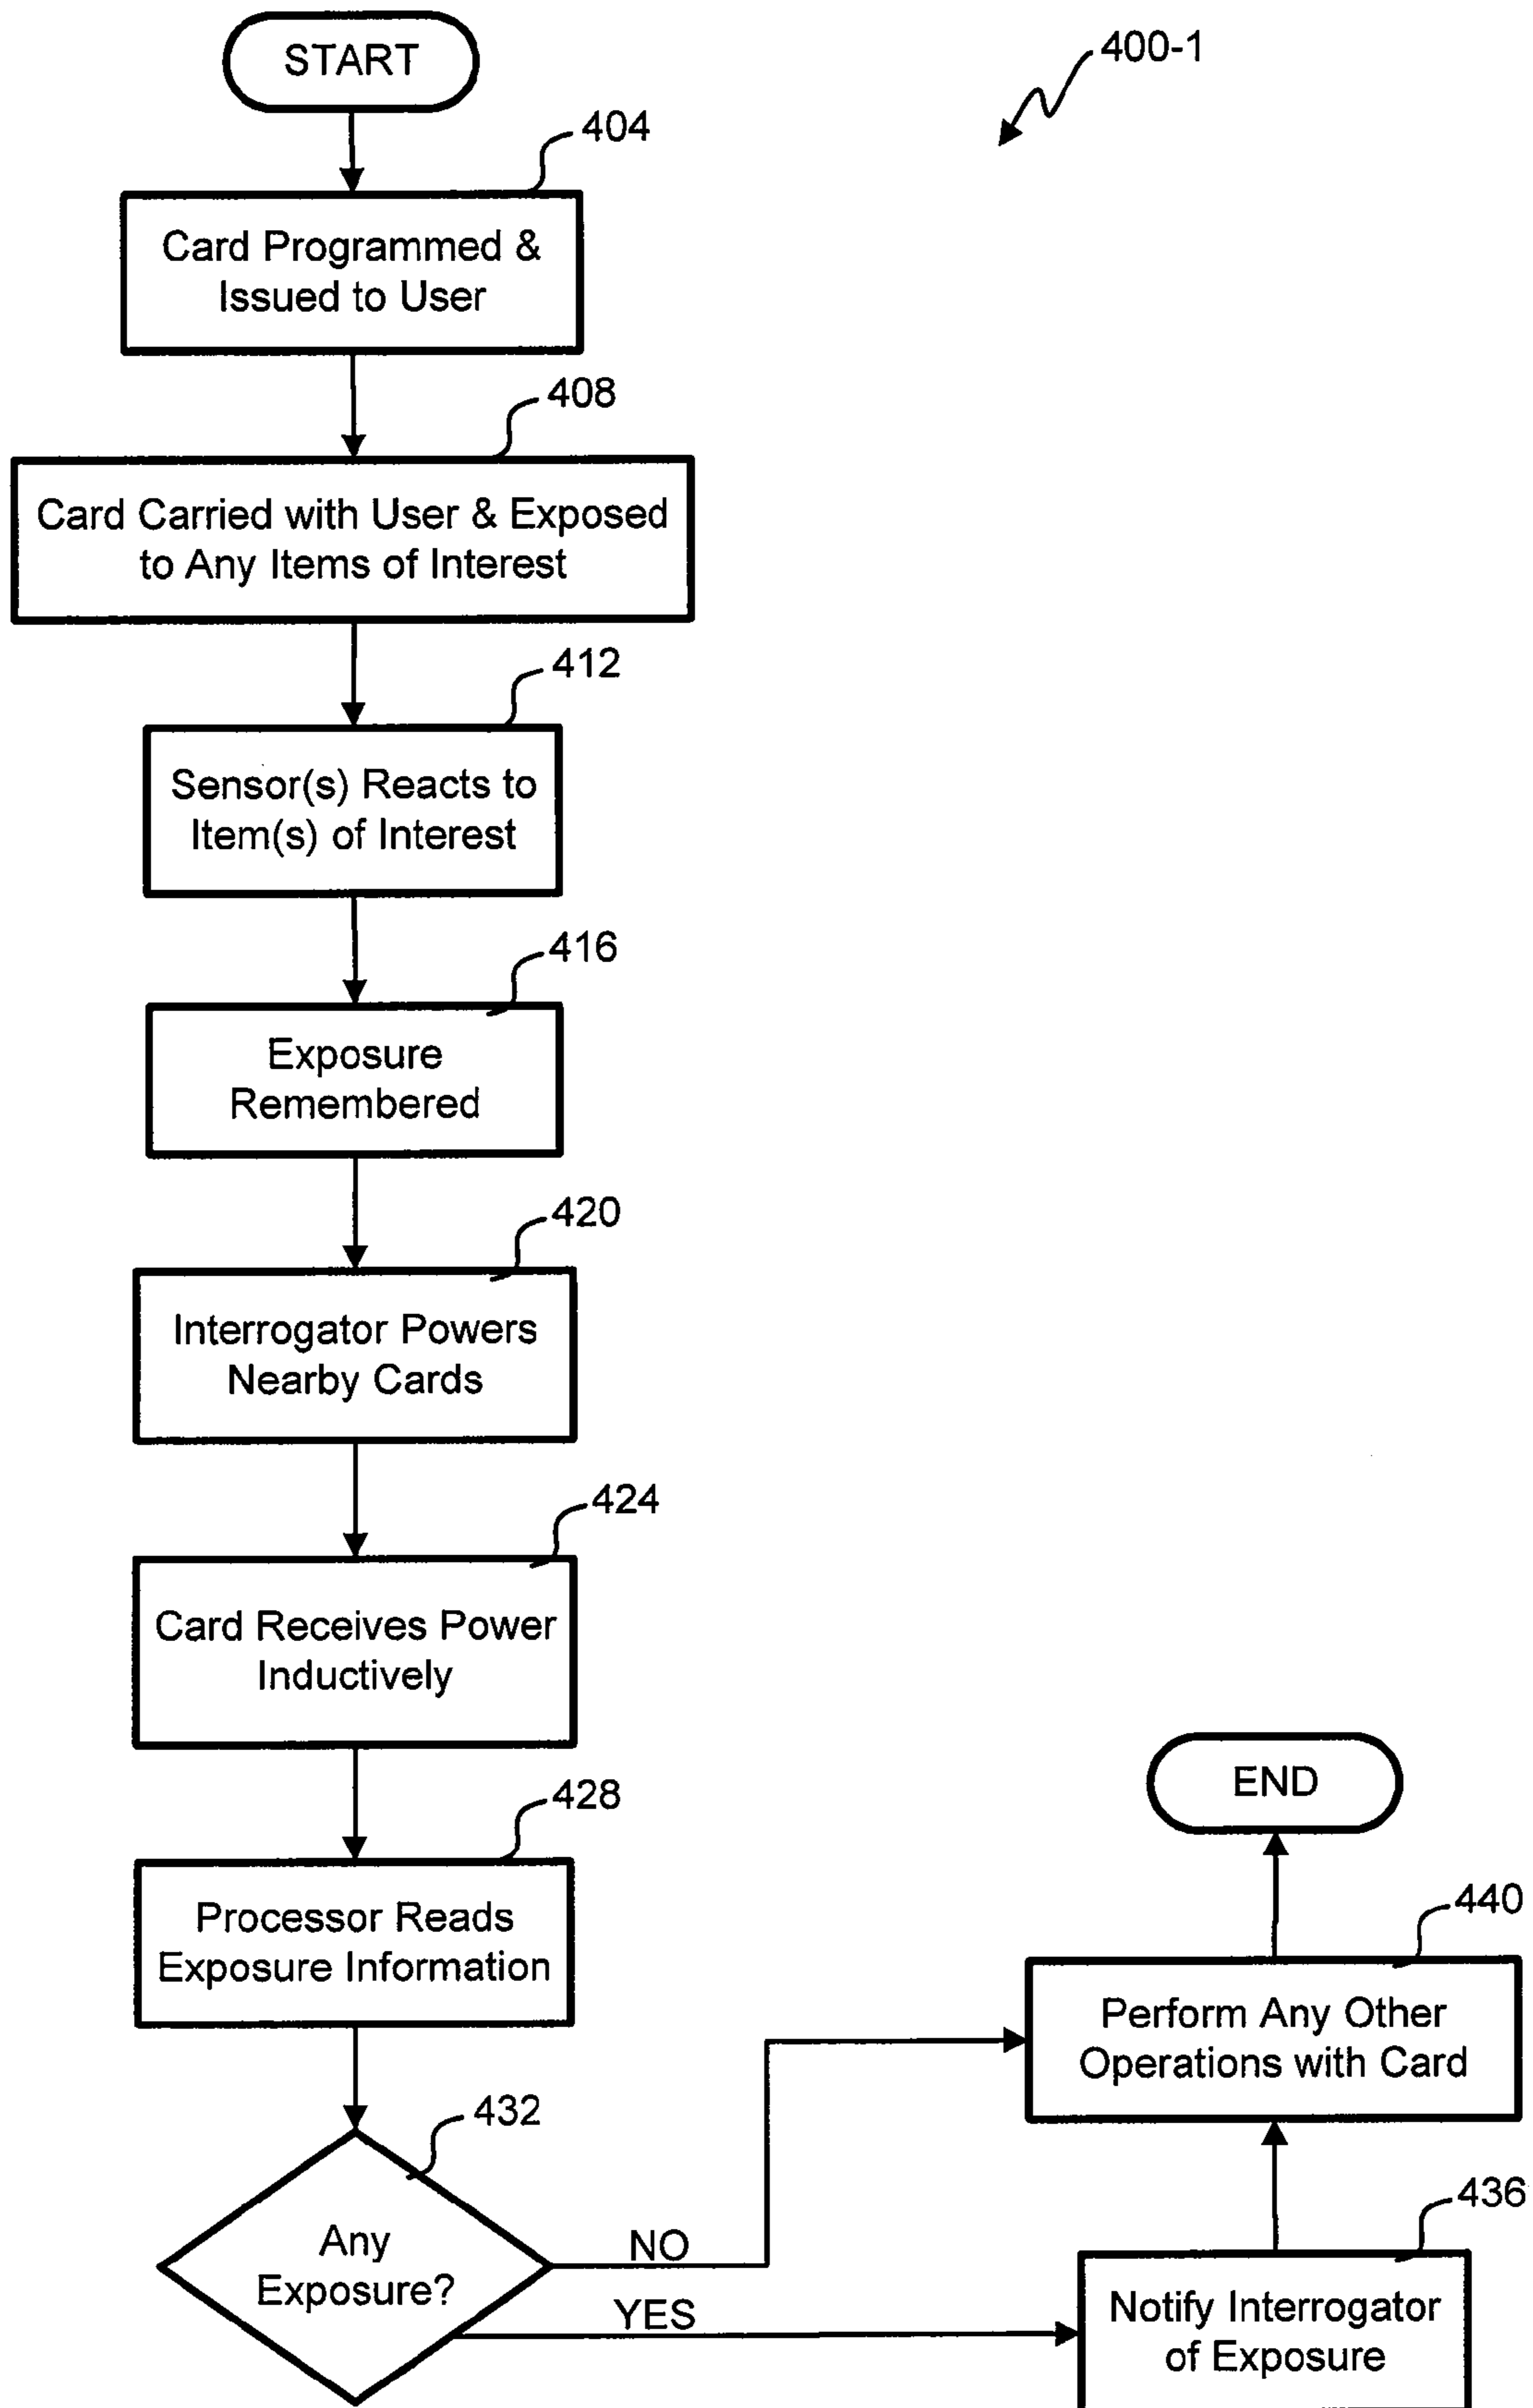 START
400-1
404
Card Programmed &
Issued to User
408
Card Carried with User & Exposed
to Any Items of Interest
412
Sensor(s) Reacts to
Item(s) of Interest
416
Exposure
Remembered
420
Interrogator Powers
Nearby Cards
424
Card Receives Power
Inductively
428
Processor Reads
Exposure Information
432
Any
Exposure?
NO
YES
END
440
Perform Any Other
Operations with Card
436
Notify Interrogator
of Exposure